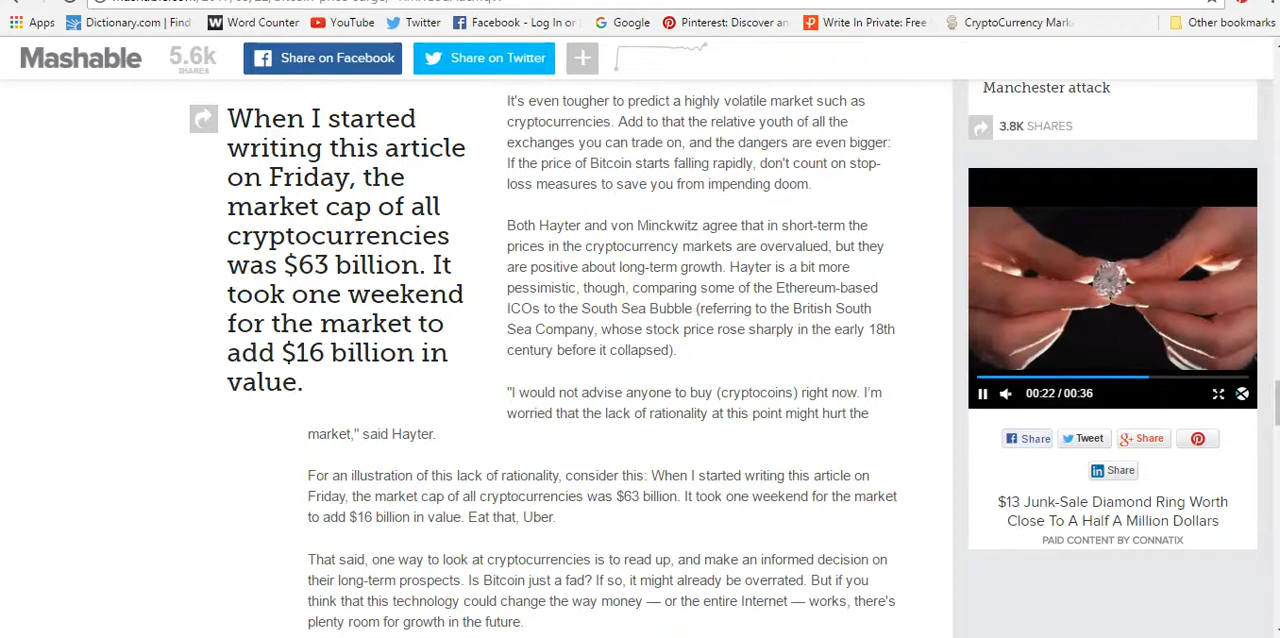 Apps Dictionary.com | Find Word Counter YouTube Twitter Facebook - Log In or Google Pinterest: Discover an Write In Private: Free CryptoCurrency Mark Other bookmarks
Mashable 5.6k SHARES Share on Facebook Share on Twitter +
When I started
writing this article
on Friday, the
market cap of all
cryptocurrencies
was $63 billion. It
took one weekend
for the market to
add $16 billion in
value.
It's even tougher to predict a highly volatile market such as
cryptocurrencies. Add to that the relative youth of all the
exchanges you can trade on, and the dangers are even bigger:
If the price of Bitcoin starts falling rapidly, don't count on stop-
loss measures to save you from impending doom.
Both Hayter and von Minckwitz agree that in short-term the
prices in the cryptocurrency markets are overvalued, but they
are positive about long-term growth. Hayter is a bit more
pessimistic, though, comparing some of the Ethereum-based
ICOs to the South Sea Bubble (referring to the British South
Sea Company, whose stock price rose sharply in the early 18th
century before it collapsed).
"I would not advise anyone to buy (cryptocoins) right now. I'm
worried that the lack of rationality at this point might hurt the
market," said Hayter.
For an illustration of this lack of rationality, consider this: When I started writing this article on
Friday, the market cap of all cryptocurrencies was $63 billion. It took one weekend for the market
to add $16 billion in value. Eat that, Uber.
That said, one way to look at cryptocurrencies is to read up, and make an informed decision on
their long-term prospects. Is Bitcoin just a fad? If so, it might already be overrated. But if you
think that this technology could change the way money — or the entire Internet — works, there's
plenty room for growth in the future.
Manchester attack
3.8K SHARES
00:22 / 00:36
Share Tweet Share
Share
$13 Junk-Sale Diamond Ring Worth
Close To A Half A Million Dollars
PAID CONTENT BY CONNATIX